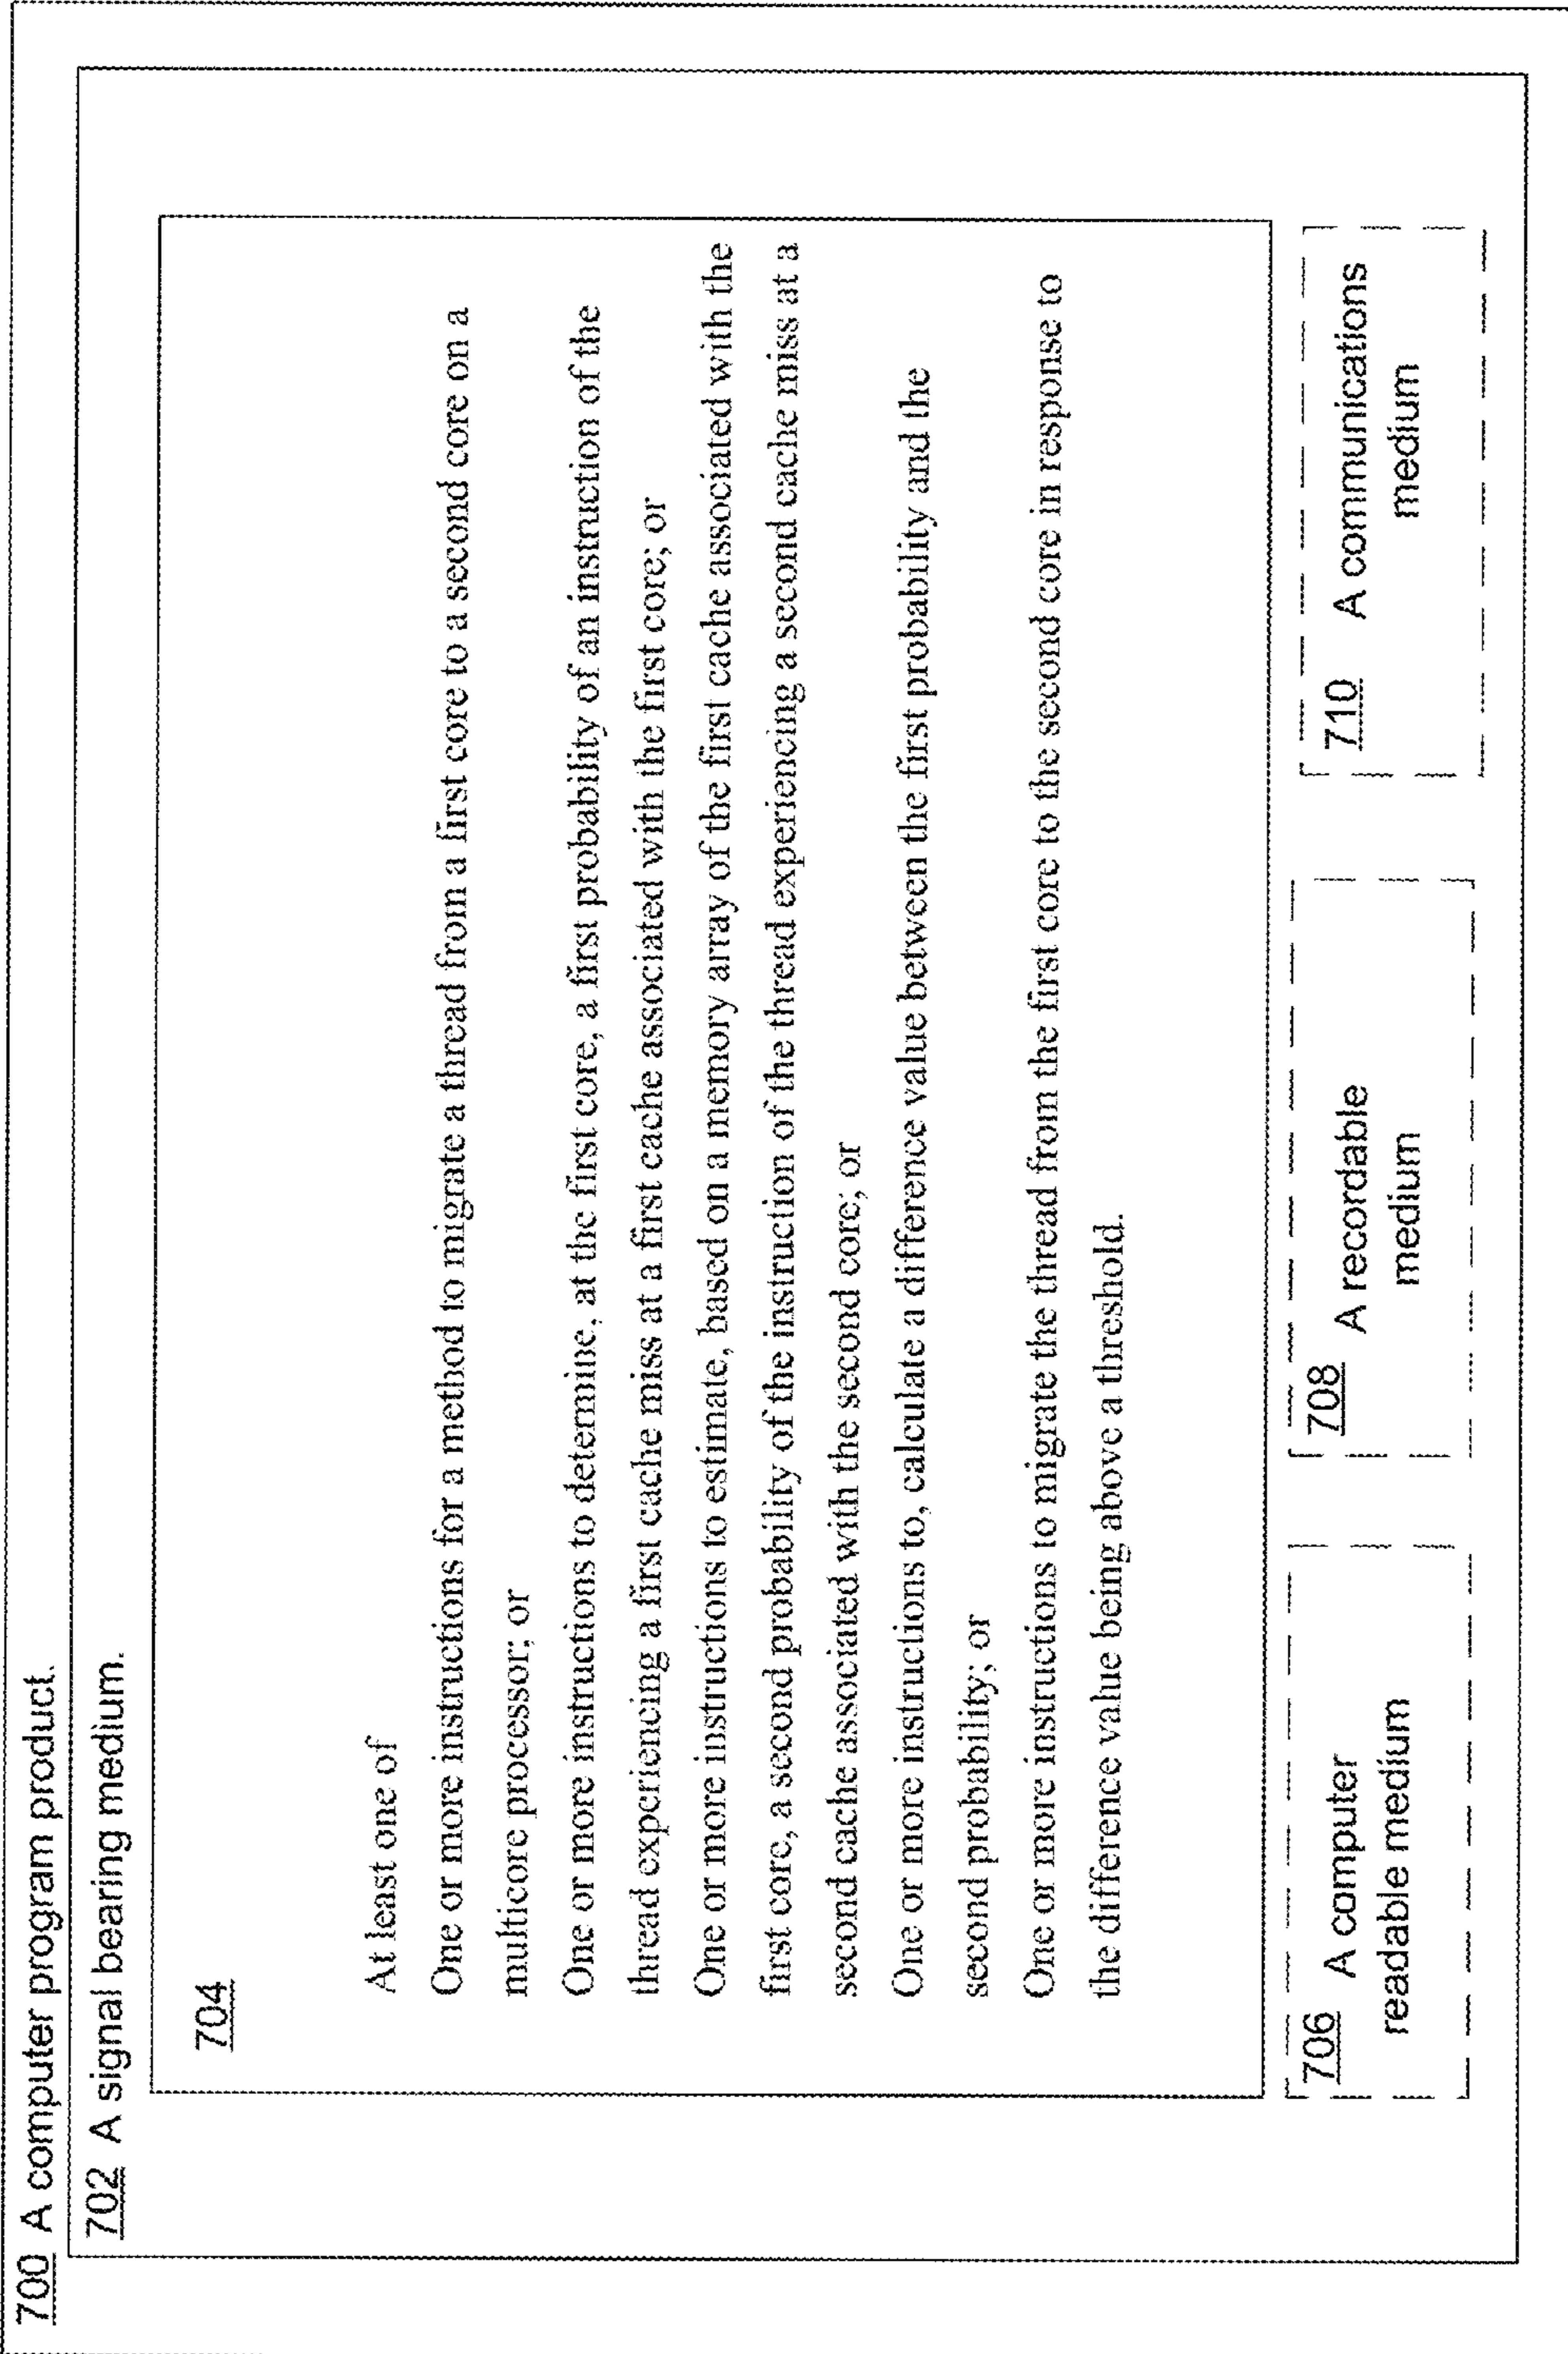 700 A computer program product.
702 A signal bearing medium.
704
At least one of
One or more instructions for a method to migrate a thread from a first core to a second core on a
multicore processor; or
One or more instructions to determine, at the first core, a first probability of an instruction of the
thread experiencing a first cache miss at a first cache associated with the first core; or
One or more instructions to estimate, based on a memory array of the first cache associated with the
first core, a second probability of the instruction of the thread experiencing a second cache miss at a
second cache associated with the second core; or
One or more instructions to, calculate a difference value between the first probability and the
second probability; or
One or more instructions to migrate the thread from the first core to the second core in response to
the difference value being above a threshold.
706 A computer
readable medium
708 A recordable
medium
710 A communications
medium